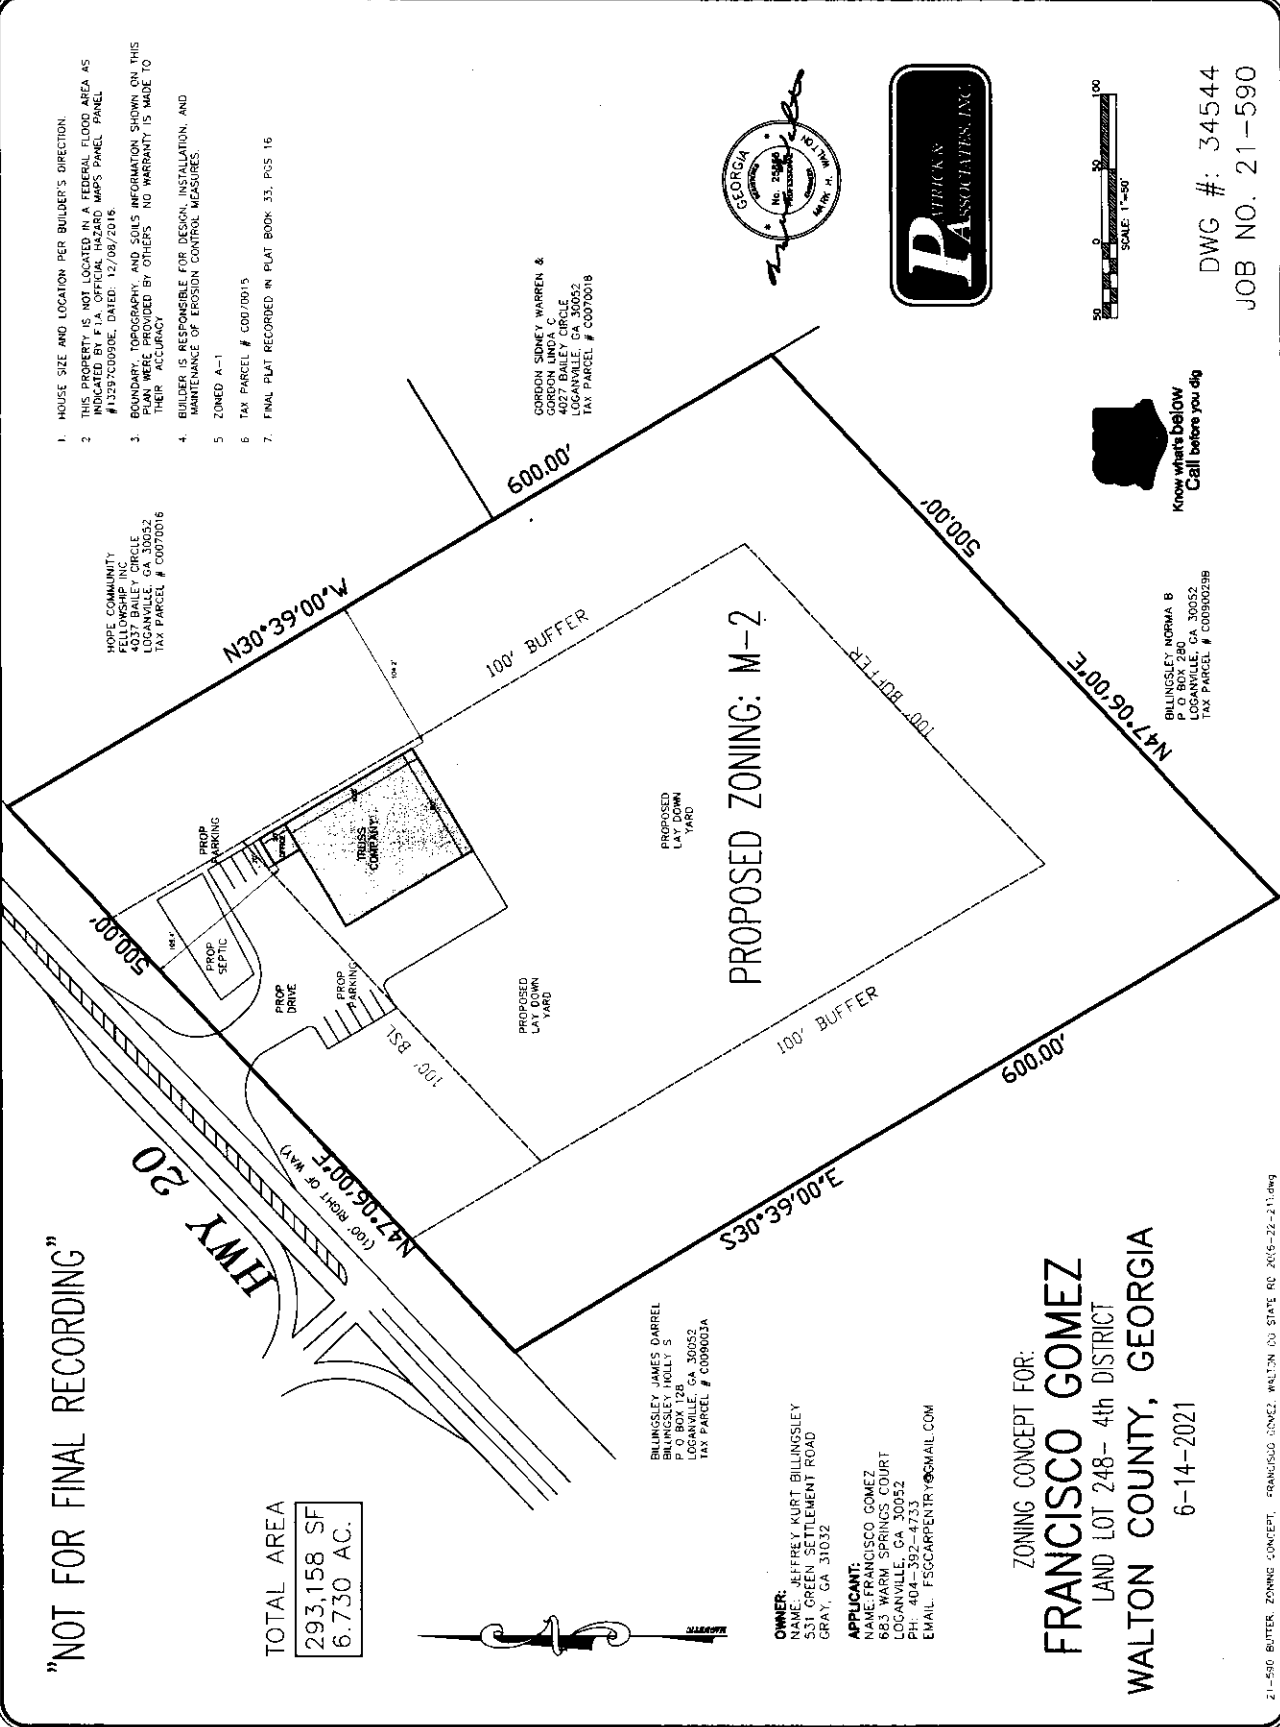 "NOT FOR FINAL RECORDING"
TOTAL AREA
293,158 SF
6.730 AC.
MAGNETIC
HWY 20
(100' RIGHT OF WAY)
N47°06'00"E
500.00'
1. HOUSE SIZE AND LOCATION PER BUILDER'S DIRECTION.
2 THIS PROPERTY IS NOT LOCATED IN A FEDERAL FLOOD AREA AS
INDICATED BY F.I.A. OFFICIAL HAZARD MAPS PANEL PANEL
#13297C0090E, DATED: 12/08/2016.
3. BOUNDARY, TOPOGRAPHY, AND SOILS INFORMATION SHOWN ON THIS
PLAN WERE PROVIDED BY OTHERS NO WARRANTY IS MADE TO
THEIR ACCURACY
4. BUILDER IS RESPONSIBLE FOR DESIGN, INSTALLATION, AND
MAINTENANCE OF EROSION CONTROL MEASURES.
5 ZONED A-1
6 TAX PARCEL # C0070015
7. FINAL PLAT RECORDED IN PLAT BOOK 33, PGS 16
HOPE COMMUNITY
FELLOWSHIP INC
4037 BAILEY CIRCLE
LOGANVILLE, GA 30052
TAX PARCEL # C0070016
N30°39'00"W
600.00'
GORDON SIDNEY WARREN &
GORDON LINDA C
4027 BAILEY CIRCLE
LOGANVILLE, GA 30052
TAX PARCEL # C0070018
PROP
PARKING
PROP
SEPTIC
PROP
DRIVE
PROP
PARKING
OFFICE
TRUSS
COMPANY
100' BSL
100' BUFFER
100' BUFFER
100' BUFFER
PROPOSED
LAY DOWN
YARD
PROPOSED
LAY DOWN
YARD
PROPOSED ZONING: M-2
S30°39'00"E
600.00'
N47°06'00"E
500.00'
BILLINGSLEY JAMES DARREL
BILLINGSLEY HOLLY S
P O BOX 128
LOGANVILLE, GA 30052
TAX PARCEL # C009003A
BILLINGSLEY NORMA B
P O BOX 280
LOGANVILLE, GA 30052
TAX PARCEL # C0090029B
OWNER:
NAME: JEFFREY KURT BILLINGSLEY
531 GREEN SETTLEMENT ROAD
GRAY, GA 31032
APPLICANT:
NAME:FRANCISCO GOMEZ
683 WARM SPRINGS COURT
LOGANVILLE, GA 30052
PH: 404-392-4733
EMAIL: FSGCARPENTRY@GMAIL.COM
ZONING CONCEPT FOR:
FRANCISCO GOMEZ
LAND LOT 248- 4th DISTRICT
WALTON COUNTY, GEORGIA
6-14-2021
GEORGIA
PROFESSIONAL
MARK H. WALTON
PATRICK &
ASSOCIATES, INC.
Know what's below
Call before you dig
50 0 50 100
SCALE: 1"=50'
DWG #: 34544
JOB NO. 21-590